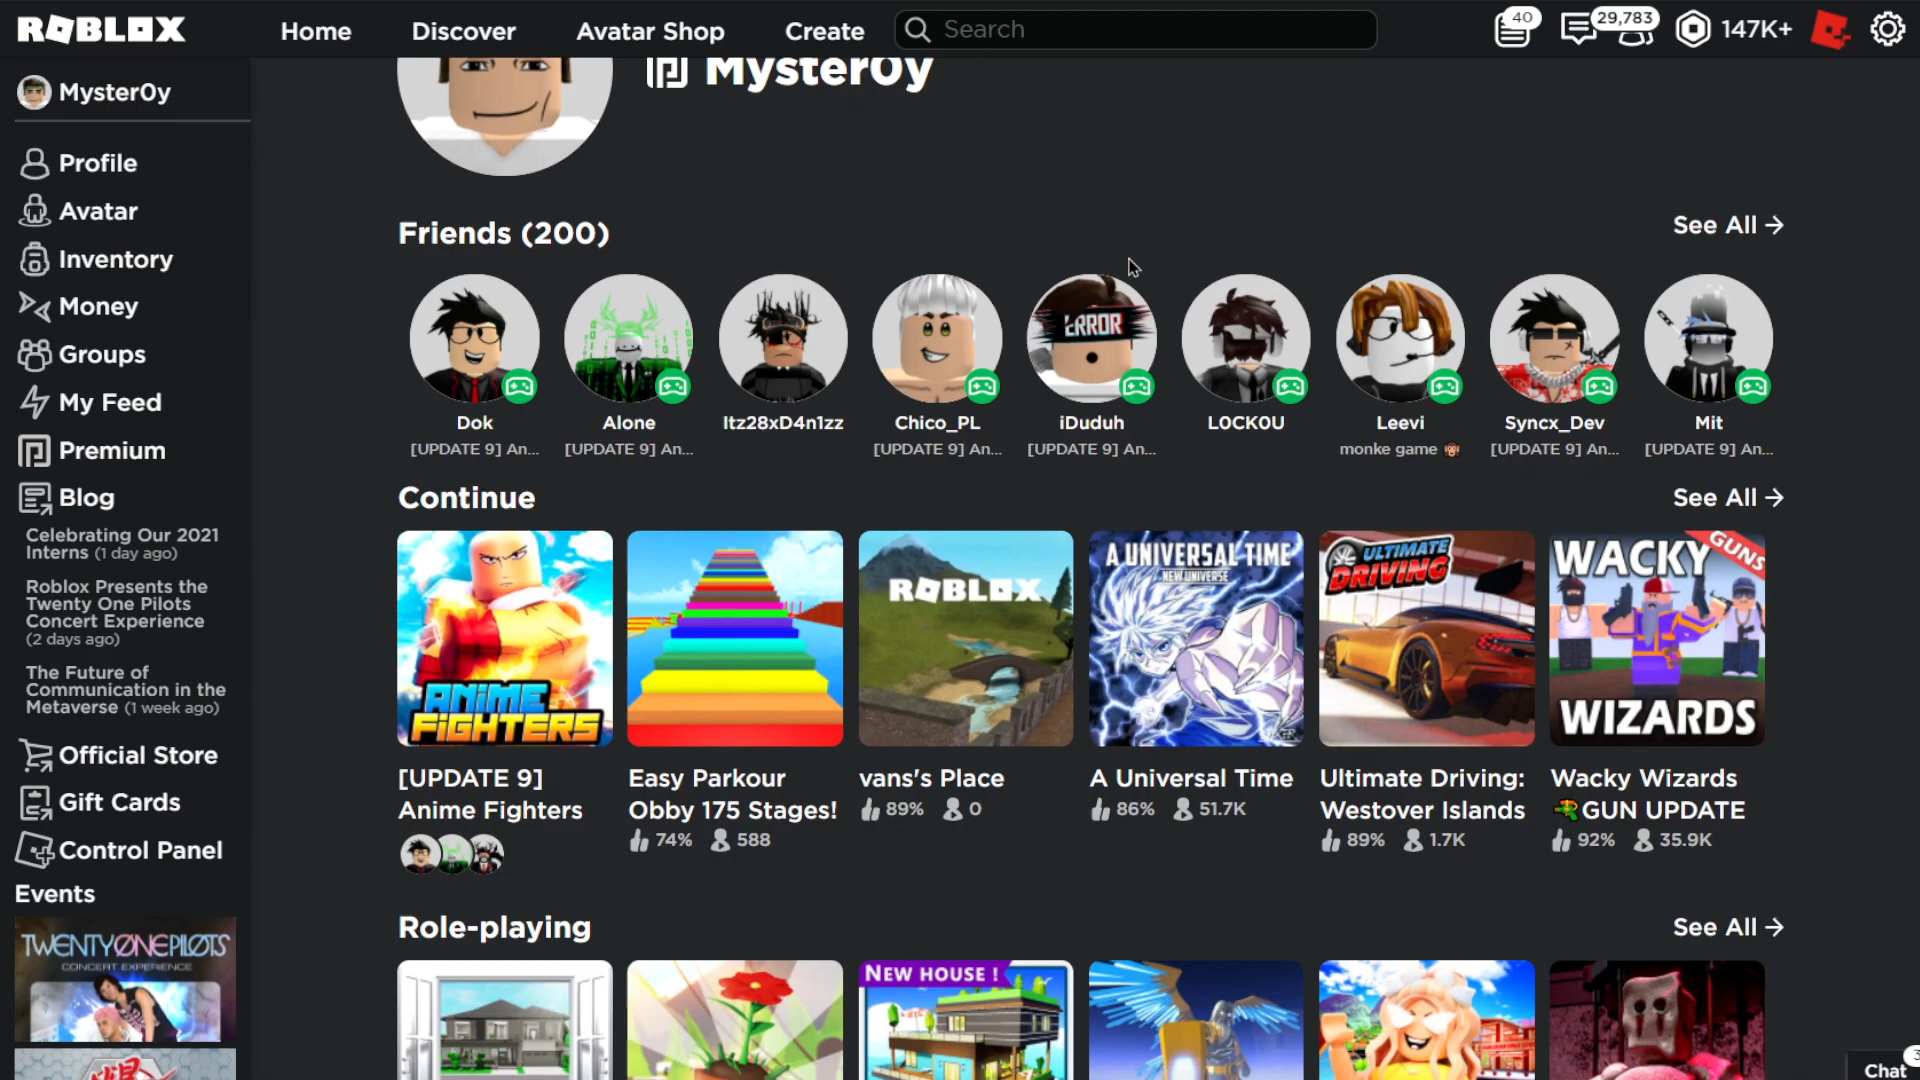 ROBLOX
Home
Discover
Avatar Shop
Create
Search
40
29,783
147K+
Myster0y
Myster0y
Profile
Avatar
Inventory
Money
Groups
My Feed
Premium
Blog
Celebrating Our 2021
Interns (1 day ago)
Roblox Presents the
Twenty One Pilots
Concert Experience
(2 days ago)
The Future of
Communication in the
Metaverse (1 week ago)
Official Store
Gift Cards
Control Panel
Events
TWENTY ØNE PILØTS
CONCERT EXPERIENCE
Friends (200)
See All →
ERROR
Dok
Alone
Itz28xD4n1zz
Chico_PL
iDuduh
L0CK0U
Leevi
Syncx_Dev
Mit
[UPDATE 9] An...
[UPDATE 9] An...
[UPDATE 9] An...
[UPDATE 9] An...
monke game 🙉
[UPDATE 9] An...
[UPDATE 9] An...
Continue
See All →
ANIME
FIGHTERS
ROBLOX
A UNIVERSAL TIME
NEW UNIVERSE
ULTIMATE
DRIVING
WACKY
GUNS
WIZARDS
[UPDATE 9]
Anime Fighters
Easy Parkour
Obby 175 Stages!
74% 588
vans's Place
89% 0
A Universal Time
86% 51.7K
Ultimate Driving:
Westover Islands
89% 1.7K
Wacky Wizards
🔫GUN UPDATE
92% 35.9K
Role-playing
See All →
NEW HOUSE !
Chat